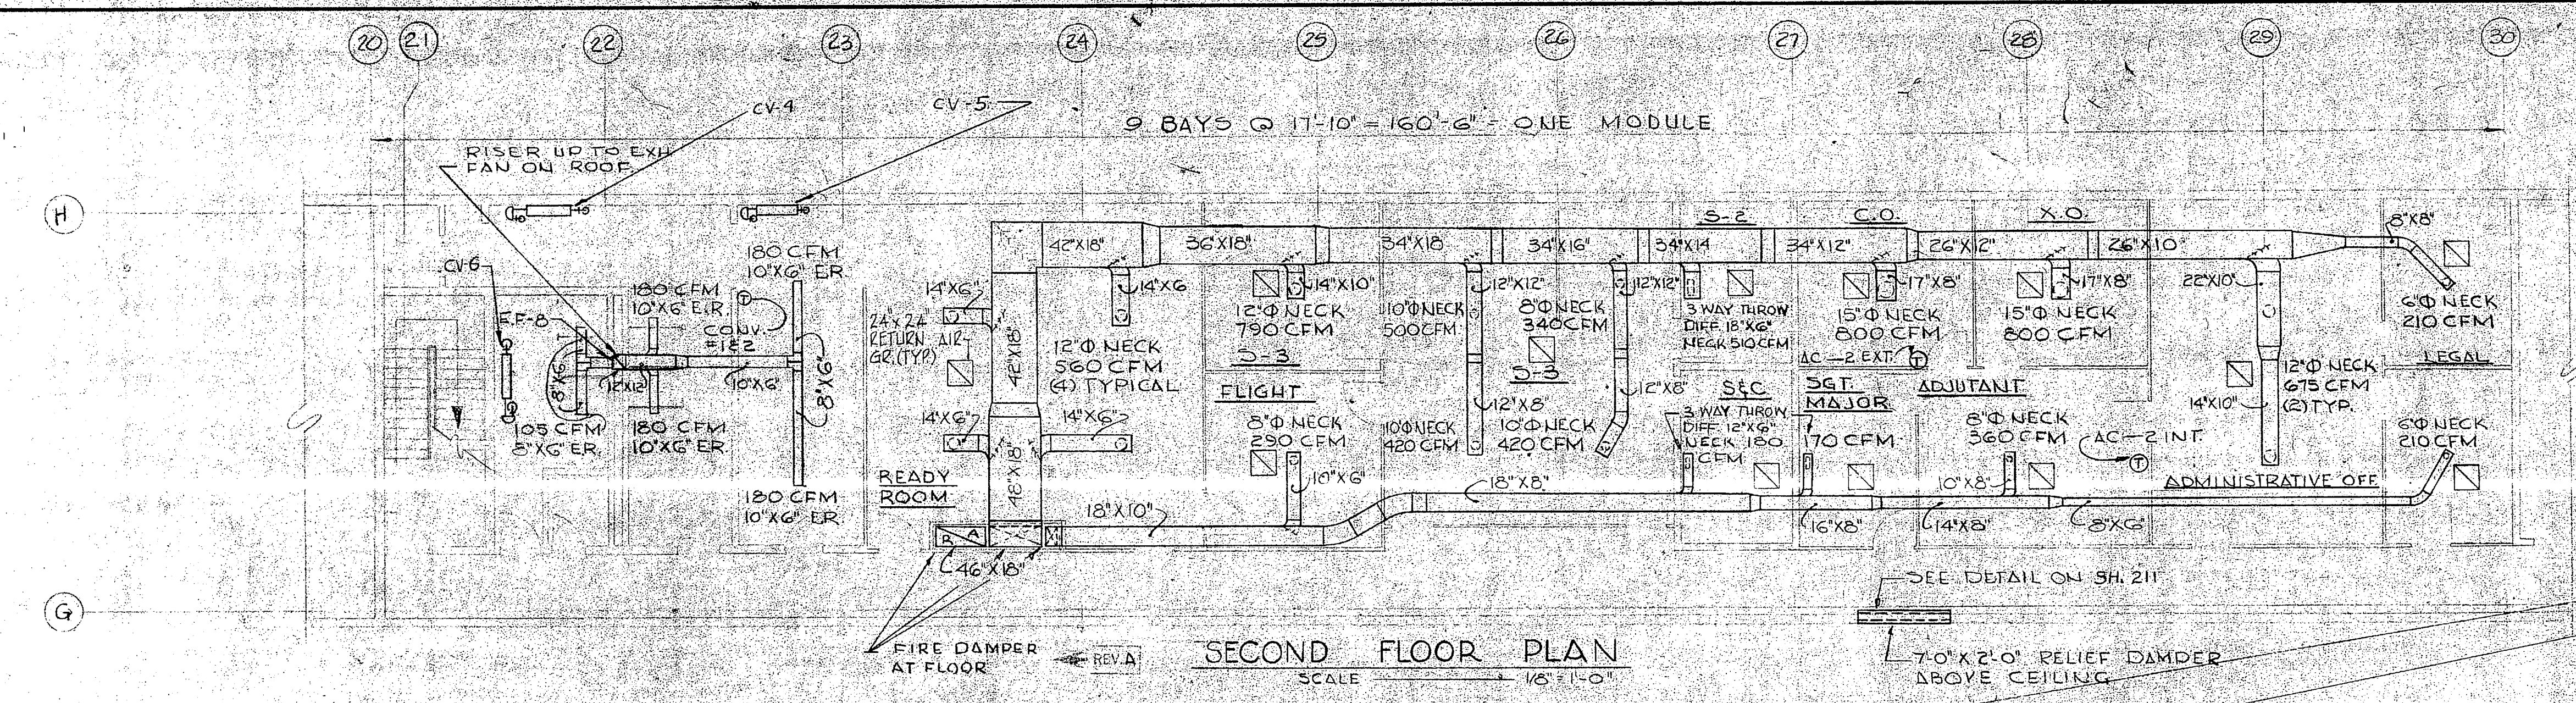 20 21 22 23 24 25 26 27 28 29 30
CV-4
CV-5
9 BAYS @ 17'-10" = 160'-6" - ONE MODULE
RISER UP TO EXH.
FAN ON ROOF
H
S-2
C.O.
X.O.
8"X8"
42"X18"
36"X18"
34"X18
34"X16"
34"X14
34"X12"
26"X12"
26"X10"
180 CFM
10"X6" ER.
CV-6
180 CFM
10"X6" E.R.
T
CONV.
#1&2
E.F-8
8"X6"
12"X12"
10"X6"
8"X6"
105 CFM
8"X6" ER.
180 CFM
10"X6" ER.
180 CFM
10"X6" ER.
14"X6"
24"X24"
RETURN AIR
GR.(TYP.)
42"X18"
14"X6
12"Φ NECK
560 CFM
(4) TYPICAL
14"X6"
14"X6"
48"X18"
READY
ROOM
14"X10"
12"Φ NECK
790 CFM
S-3
FLIGHT
8"Φ NECK
290 CFM
10"X6"
12"X12"
10"Φ NECK
500 CFM
12"X8"
10"Φ NECK
420 CFM
12"X12"
8"Φ NECK
340 CFM
S-3
12"X8"
10"Φ NECK
420 CFM
3 WAY THROW
DIFF. 18"X6"
NECK 510 CFM
S&C
3 WAY THROW
DIFF. 12"X6"
NECK 180
CFM
17"X8"
15"Φ NECK
800 CFM
AC-2 EXT.
T
SGT.
MAJOR
170 CFM
17"X8"
15"Φ NECK
800 CFM
ADJUTANT
8"Φ NECK
360 CFM
10"X8"
AC-2 INT.
T
22"X10"
12"Φ NECK
675 CFM
(2) TYP.
14"X10"
6"Φ NECK
210 CFM
LEGAL
6"Φ NECK
210 CFM
ADMINISTRATIVE OFF
R A
46"X18"
18"X10"
18"X8"
16"X8"
14"X8"
8"X6"
SEE DETAIL ON SH. 211
G
FIRE DAMPER
AT FLOOR
REV. A
SECOND FLOOR PLAN
SCALE 1/8"=1'-0"
7'-0" X 2'-0" RELIEF DAMPER
ABOVE CEILING